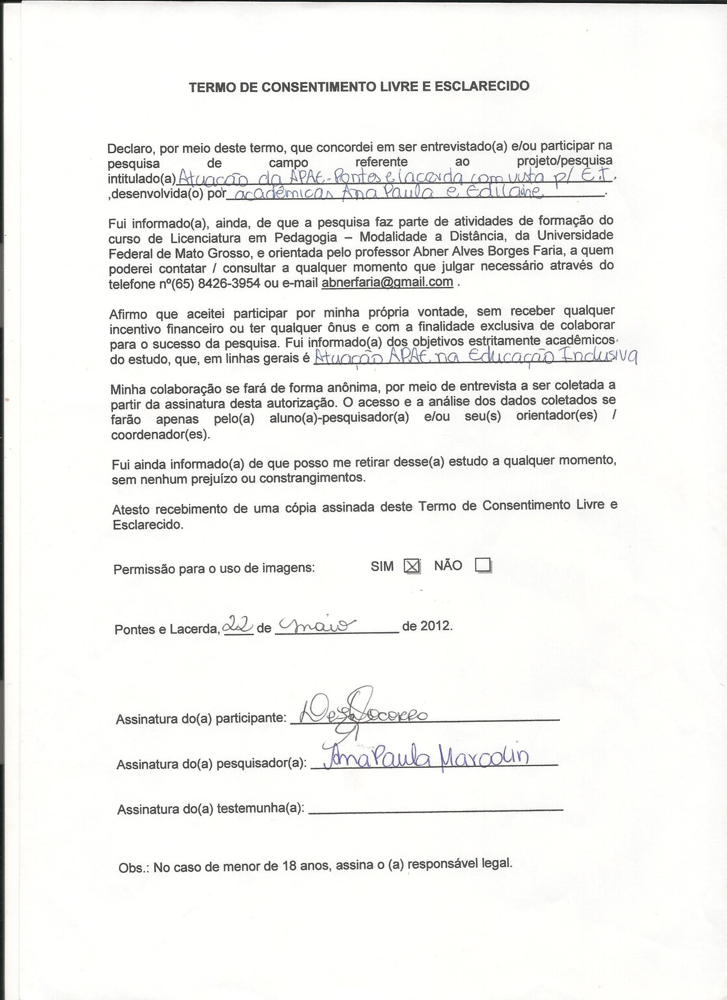 TERMO DE CONSENTIMENTO LIVRE E ESCLARECIDO
Declaro, por meio deste termo, que concordei em ser entrevistado(a) e/ou participar na
pesquisa de campo referente ao projeto/pesquisa
intitulado(a) Atuação da APAE-Pontes e lacerda com vista p/ E.I.
,desenvolvida(o) por acadêmicas Ana Paula e Edilaine.
Fui informado(a), ainda, de que a pesquisa faz parte de atividades de formação do
curso de Licenciatura em Pedagogia – Modalidade a Distância, da Universidade
Federal de Mato Grosso, e orientada pelo professor Abner Alves Borges Faria, a quem
poderei contatar / consultar a qualquer momento que julgar necessário através do
telefone nº(65) 8426-3954 ou e-mail abnerfaria@gmail.com .
Afirmo que aceitei participar por minha própria vontade, sem receber qualquer
incentivo financeiro ou ter qualquer ônus e com a finalidade exclusiva de colaborar
para o sucesso da pesquisa. Fui informado(a) dos objetivos estritamente acadêmicos
do estudo, que, em linhas gerais é Atuação APAE na Educação Inclusiva
Minha colaboração se fará de forma anônima, por meio de entrevista a ser coletada a
partir da assinatura desta autorização. O acesso e a análise dos dados coletados se
farão apenas pelo(a) aluno(a)-pesquisador(a) e/ou seu(s) orientador(es) /
coordenador(es).
Fui ainda informado(a) de que posso me retirar desse(a) estudo a qualquer momento,
sem nenhum prejuízo ou constrangimentos.
Atesto recebimento de uma cópia assinada deste Termo de Consentimento Livre e
Esclarecido.
Permissão para o uso de imagens: SIM X NÃO
Pontes e Lacerda, 22 de maio de 2012.
Assinatura do(a) participante: Socorro
Assinatura do(a) pesquisador(a): Ana Paula Marcolin
Assinatura do(a) testemunha(a):
Obs.: No caso de menor de 18 anos, assina o (a) responsável legal.